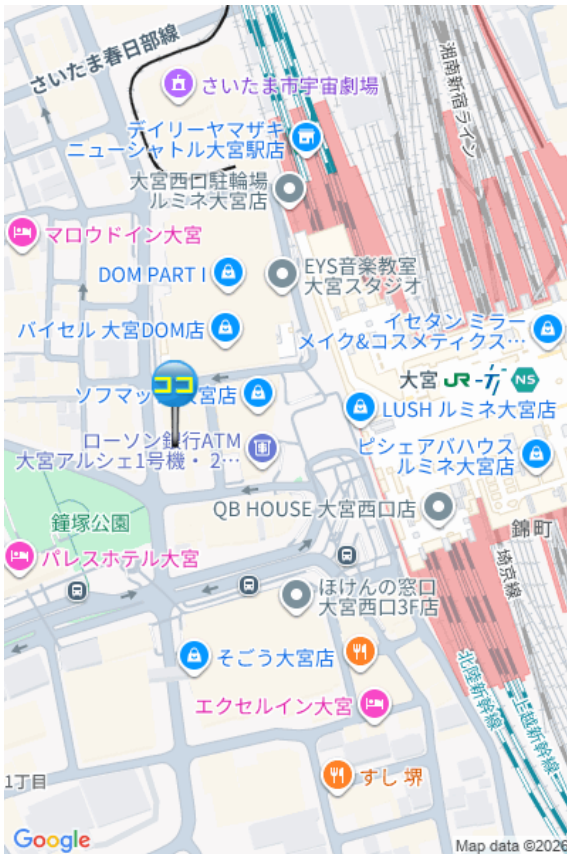 さいたま春日部線
湘南新宿ライン
さいたま市宇宙劇場
デイリーヤマザキ
ニューシャトル大宮駅店
大宮西口駐輪場
ルミネ大宮店
マロウドイン大宮
DOM PART I
EYS音楽教室
大宮スタジオ
バイセル 大宮DOM店
イセタン ミラー
メイク&コスメティクス…
ココ
ソフマッ
大宮店
大宮 JR
NS
LUSH ルミネ大宮店
ローソン銀行ATM
大宮アルシェ1号機・2…
ピシェアバハウス
ルミネ大宮店
QB HOUSE 大宮西口店
鐘塚公園
錦町
パレスホテル大宮
埼京線
ほけんの窓口
大宮西口3F店
そごう大宮店
北陸新幹線
上越新幹線
エクセルイン大宮
すし 堺
1丁目
Google
Map data ©2026